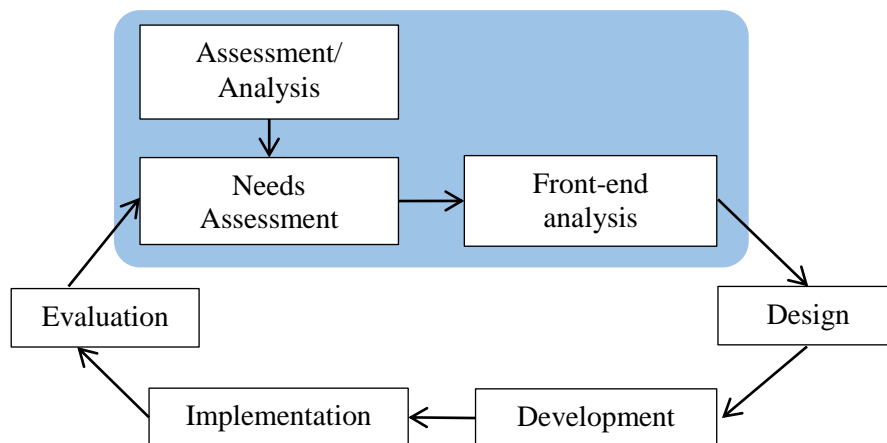 Assessment/
Analysis
Needs
Assessment
Front-end
analysis
Evaluation
Design
Implementation
Development